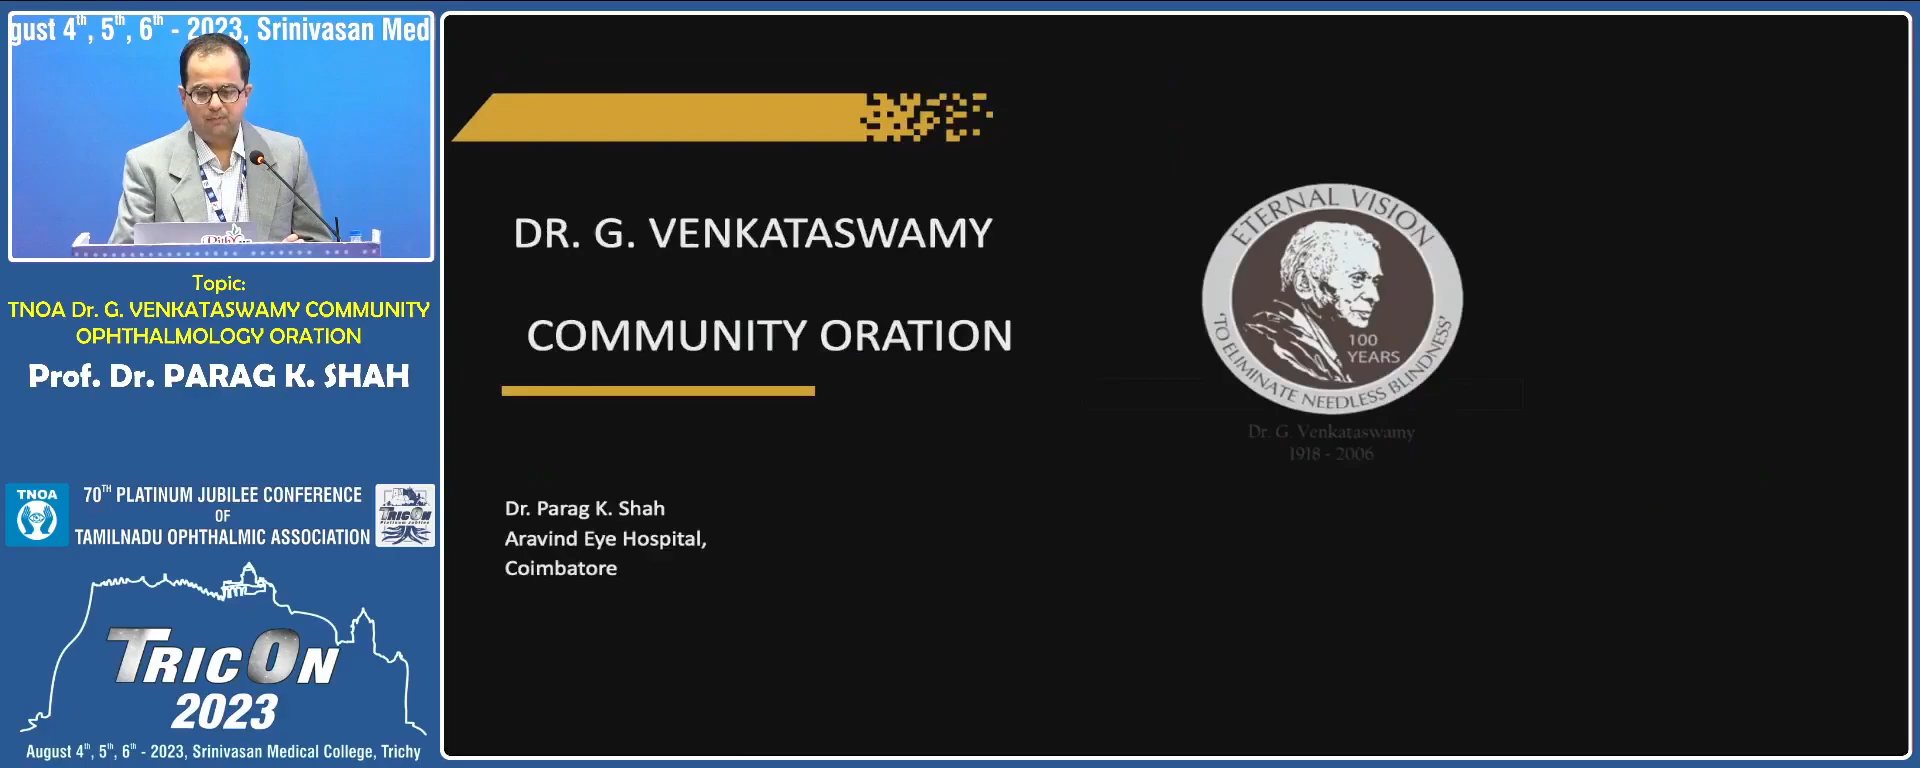 gust 4th, 5th, 6th - 2023, Srinivasan Med
Topic:
TNOA Dr. G. VENKATASWAMY COMMUNITY
OPHTHALMOLOGY ORATION
Prof. Dr. PARAG K. SHAH
TNOA
70TH PLATINUM JUBILEE CONFERENCE
OF
TAMILNADU OPHTHALMIC ASSOCIATION
TRICON
Platinum Jubilee
TRICON
2023
August 4th, 5th, 6th - 2023, Srinivasan Medical College, Trichy
DR. G. VENKATASWAMY
COMMUNITY ORATION
Dr. Parag K. Shah
Aravind Eye Hospital,
Coimbatore
ETERNAL VISION
100
YEARS
'TO ELIMINATE NEEDLESS BLINDNESS'
Dr. G. Venkataswamy
1918 - 2006